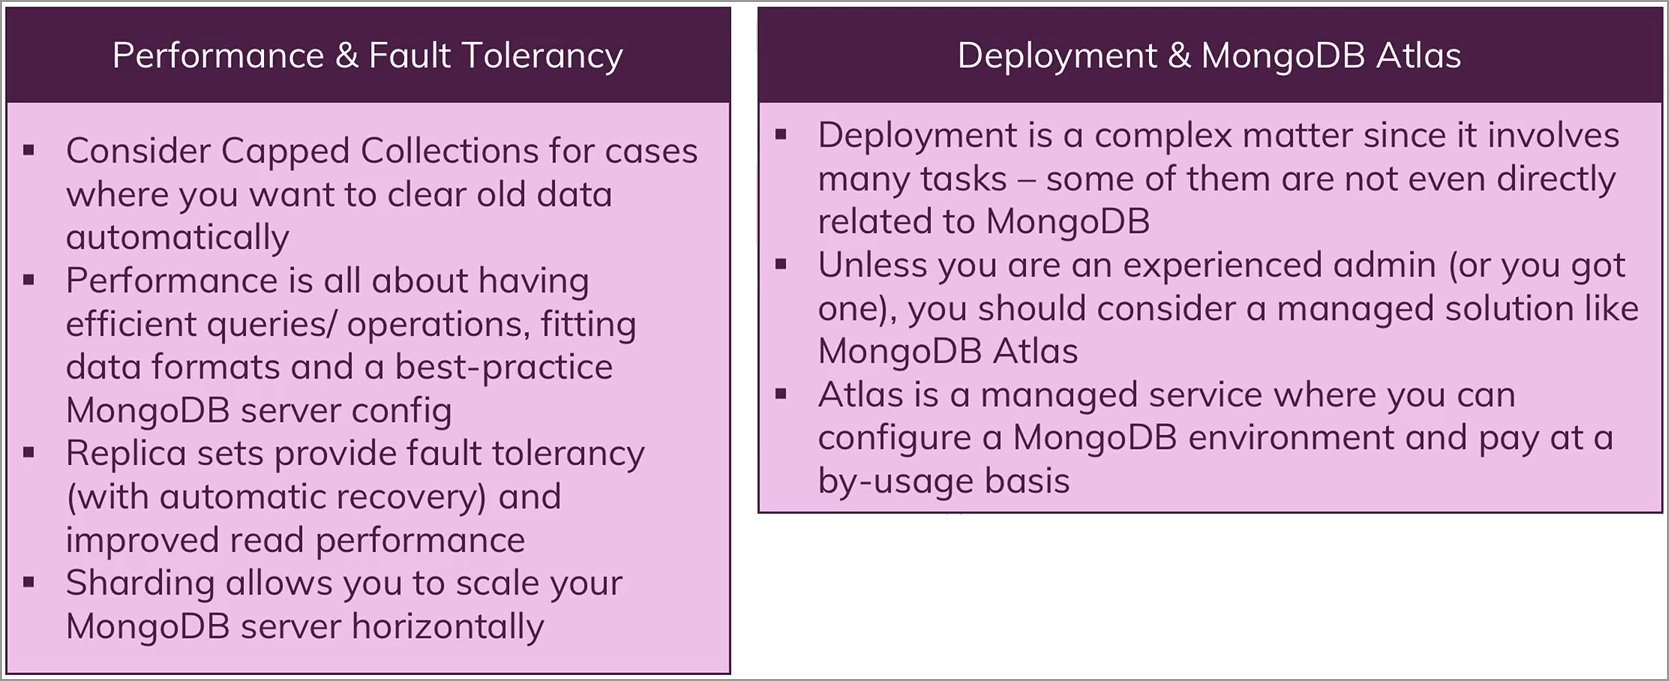 Performance & Fault Tolerancy
▪ Consider Capped Collections for cases
where you want to clear old data
automatically
▪ Performance is all about having
efficient queries/ operations, fitting
data formats and a best-practice
MongoDB server config
▪ Replica sets provide fault tolerancy
(with automatic recovery) and
improved read performance
▪ Sharding allows you to scale your
MongoDB server horizontally
Deployment & MongoDB Atlas
▪ Deployment is a complex matter since it involves
many tasks – some of them are not even directly
related to MongoDB
▪ Unless you are an experienced admin (or you got
one), you should consider a managed solution like
MongoDB Atlas
▪ Atlas is a managed service where you can
configure a MongoDB environment and pay at a
by-usage basis